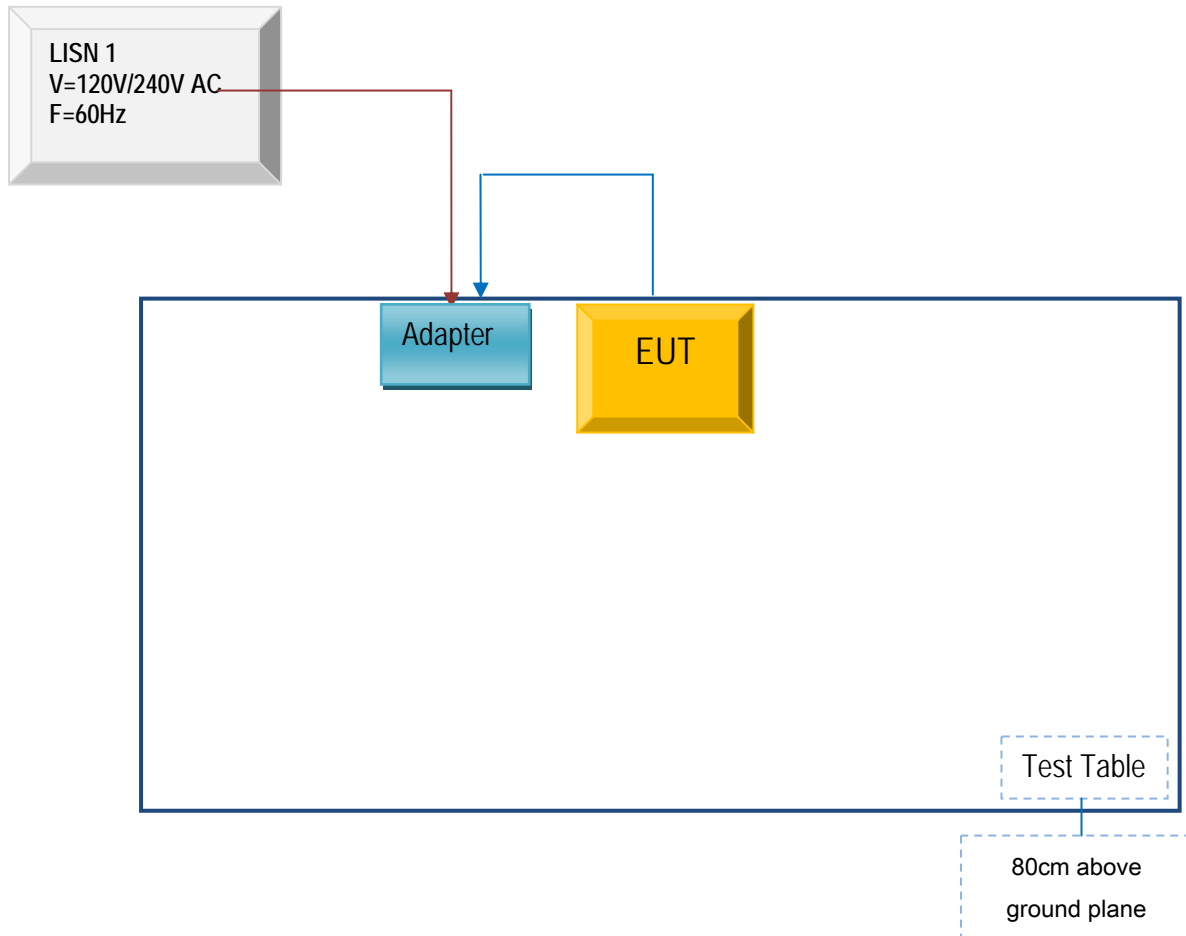 LISN 1
V=120V/240V AC
F=60Hz
Adapter
EUT
Test Table
80cm above
ground plane